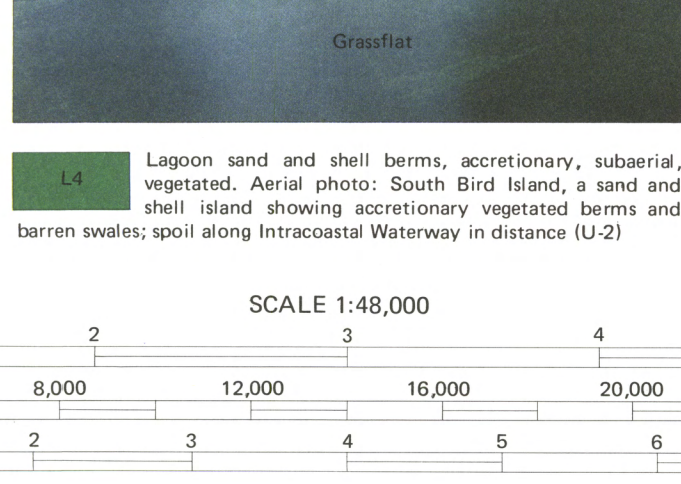 Grassflat
L4
Lagoon sand and shell berms, accretionary, subaerial,
vegetated. Aerial photo: South Bird Island, a sand and
shell island showing accretionary vegetated berms and
barren swales; spoil along Intracoastal Waterway in distance (U-2)
SCALE 1:48,000
2 3 4
8,000 12,000 16,000 20,000
2 3 4 5 6